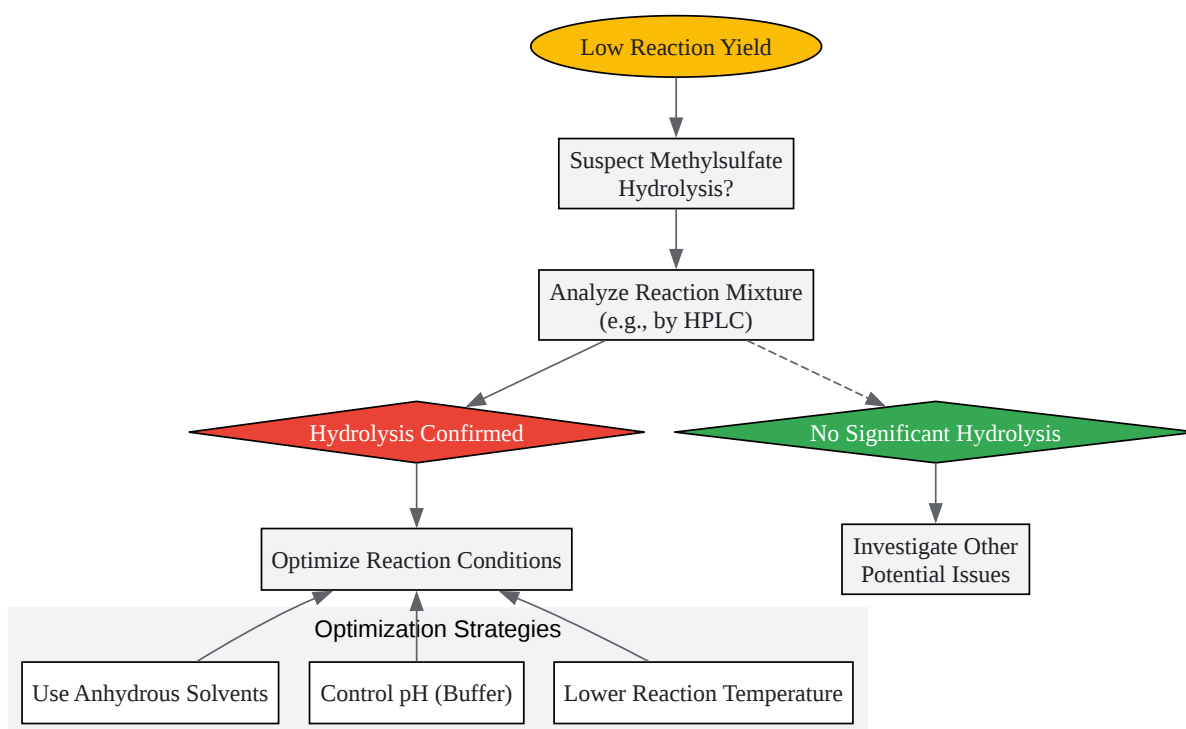 Low Reaction Yield
Suspect Methylsulfate
Hydrolysis?
Analyze Reaction Mixture
(e.g., by HPLC)
Hydrolysis Confirmed
No Significant Hydrolysis
Optimize Reaction Conditions
Investigate Other
Potential Issues
Optimization Strategies
Use Anhydrous Solvents
Control pH (Buffer)
Lower Reaction Temperature